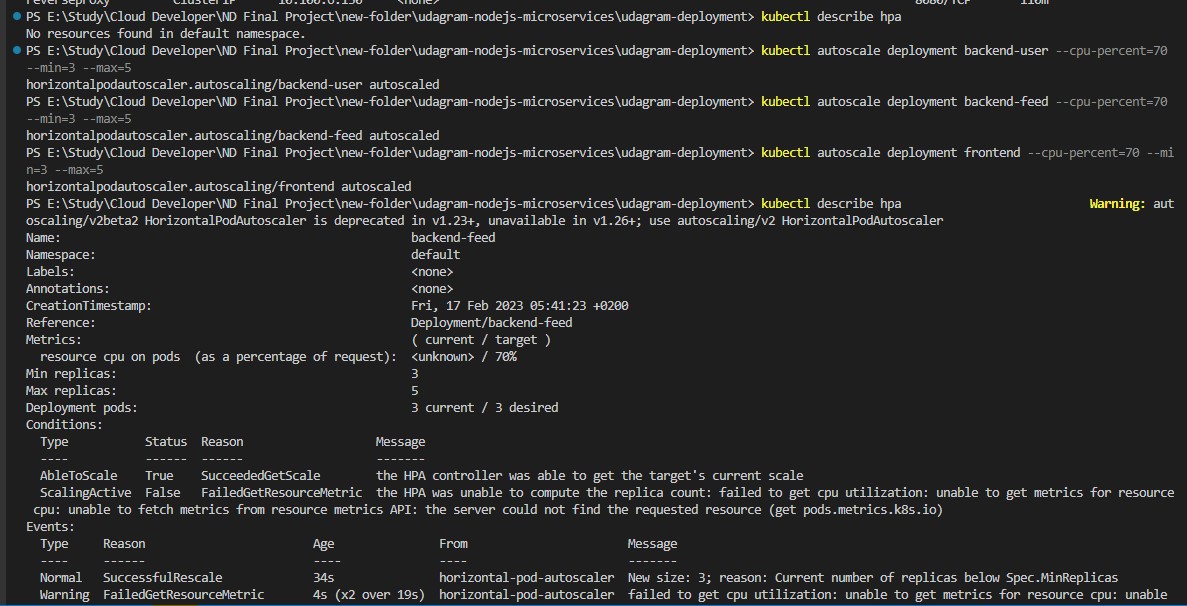 reverseproxy ClusterIP 10.100.0.150 <none> 8080/TCP 110m
PS E:\Study\Cloud Developer\ND Final Project\new-folder\udagram-nodejs-microservices\udagram-deployment> kubectl describe hpa
No resources found in default namespace.
PS E:\Study\Cloud Developer\ND Final Project\new-folder\udagram-nodejs-microservices\udagram-deployment> kubectl autoscale deployment backend-user --cpu-percent=70
--min=3 --max=5
horizontalpodautoscaler.autoscaling/backend-user autoscaled
PS E:\Study\Cloud Developer\ND Final Project\new-folder\udagram-nodejs-microservices\udagram-deployment> kubectl autoscale deployment backend-feed --cpu-percent=70
--min=3 --max=5
horizontalpodautoscaler.autoscaling/backend-feed autoscaled
PS E:\Study\Cloud Developer\ND Final Project\new-folder\udagram-nodejs-microservices\udagram-deployment> kubectl autoscale deployment frontend --cpu-percent=70 --mi
n=3 --max=5
horizontalpodautoscaler.autoscaling/frontend autoscaled
PS E:\Study\Cloud Developer\ND Final Project\new-folder\udagram-nodejs-microservices\udagram-deployment> kubectl describe hpa Warning: aut
oscaling/v2beta2 HorizontalPodAutoscaler is deprecated in v1.23+, unavailable in v1.26+; use autoscaling/v2 HorizontalPodAutoscaler
Name: backend-feed
Namespace: default
Labels: <none>
Annotations: <none>
CreationTimestamp: Fri, 17 Feb 2023 05:41:23 +0200
Reference: Deployment/backend-feed
Metrics: ( current / target )
resource cpu on pods (as a percentage of request): <unknown> / 70%
Min replicas: 3
Max replicas: 5
Deployment pods: 3 current / 3 desired
Conditions:
Type Status Reason Message
---- ------ ------ -------
AbleToScale True SucceededGetScale the HPA controller was able to get the target's current scale
ScalingActive False FailedGetResourceMetric the HPA was unable to compute the replica count: failed to get cpu utilization: unable to get metrics for resource
cpu: unable to fetch metrics from resource metrics API: the server could not find the requested resource (get pods.metrics.k8s.io)
Events:
Type Reason Age From Message
---- ------ ---- ---- -------
Normal SuccessfulRescale 34s horizontal-pod-autoscaler New size: 3; reason: Current number of replicas below Spec.MinReplicas
Warning FailedGetResourceMetric 4s (x2 over 19s) horizontal-pod-autoscaler failed to get cpu utilization: unable to get metrics for resource cpu: unable